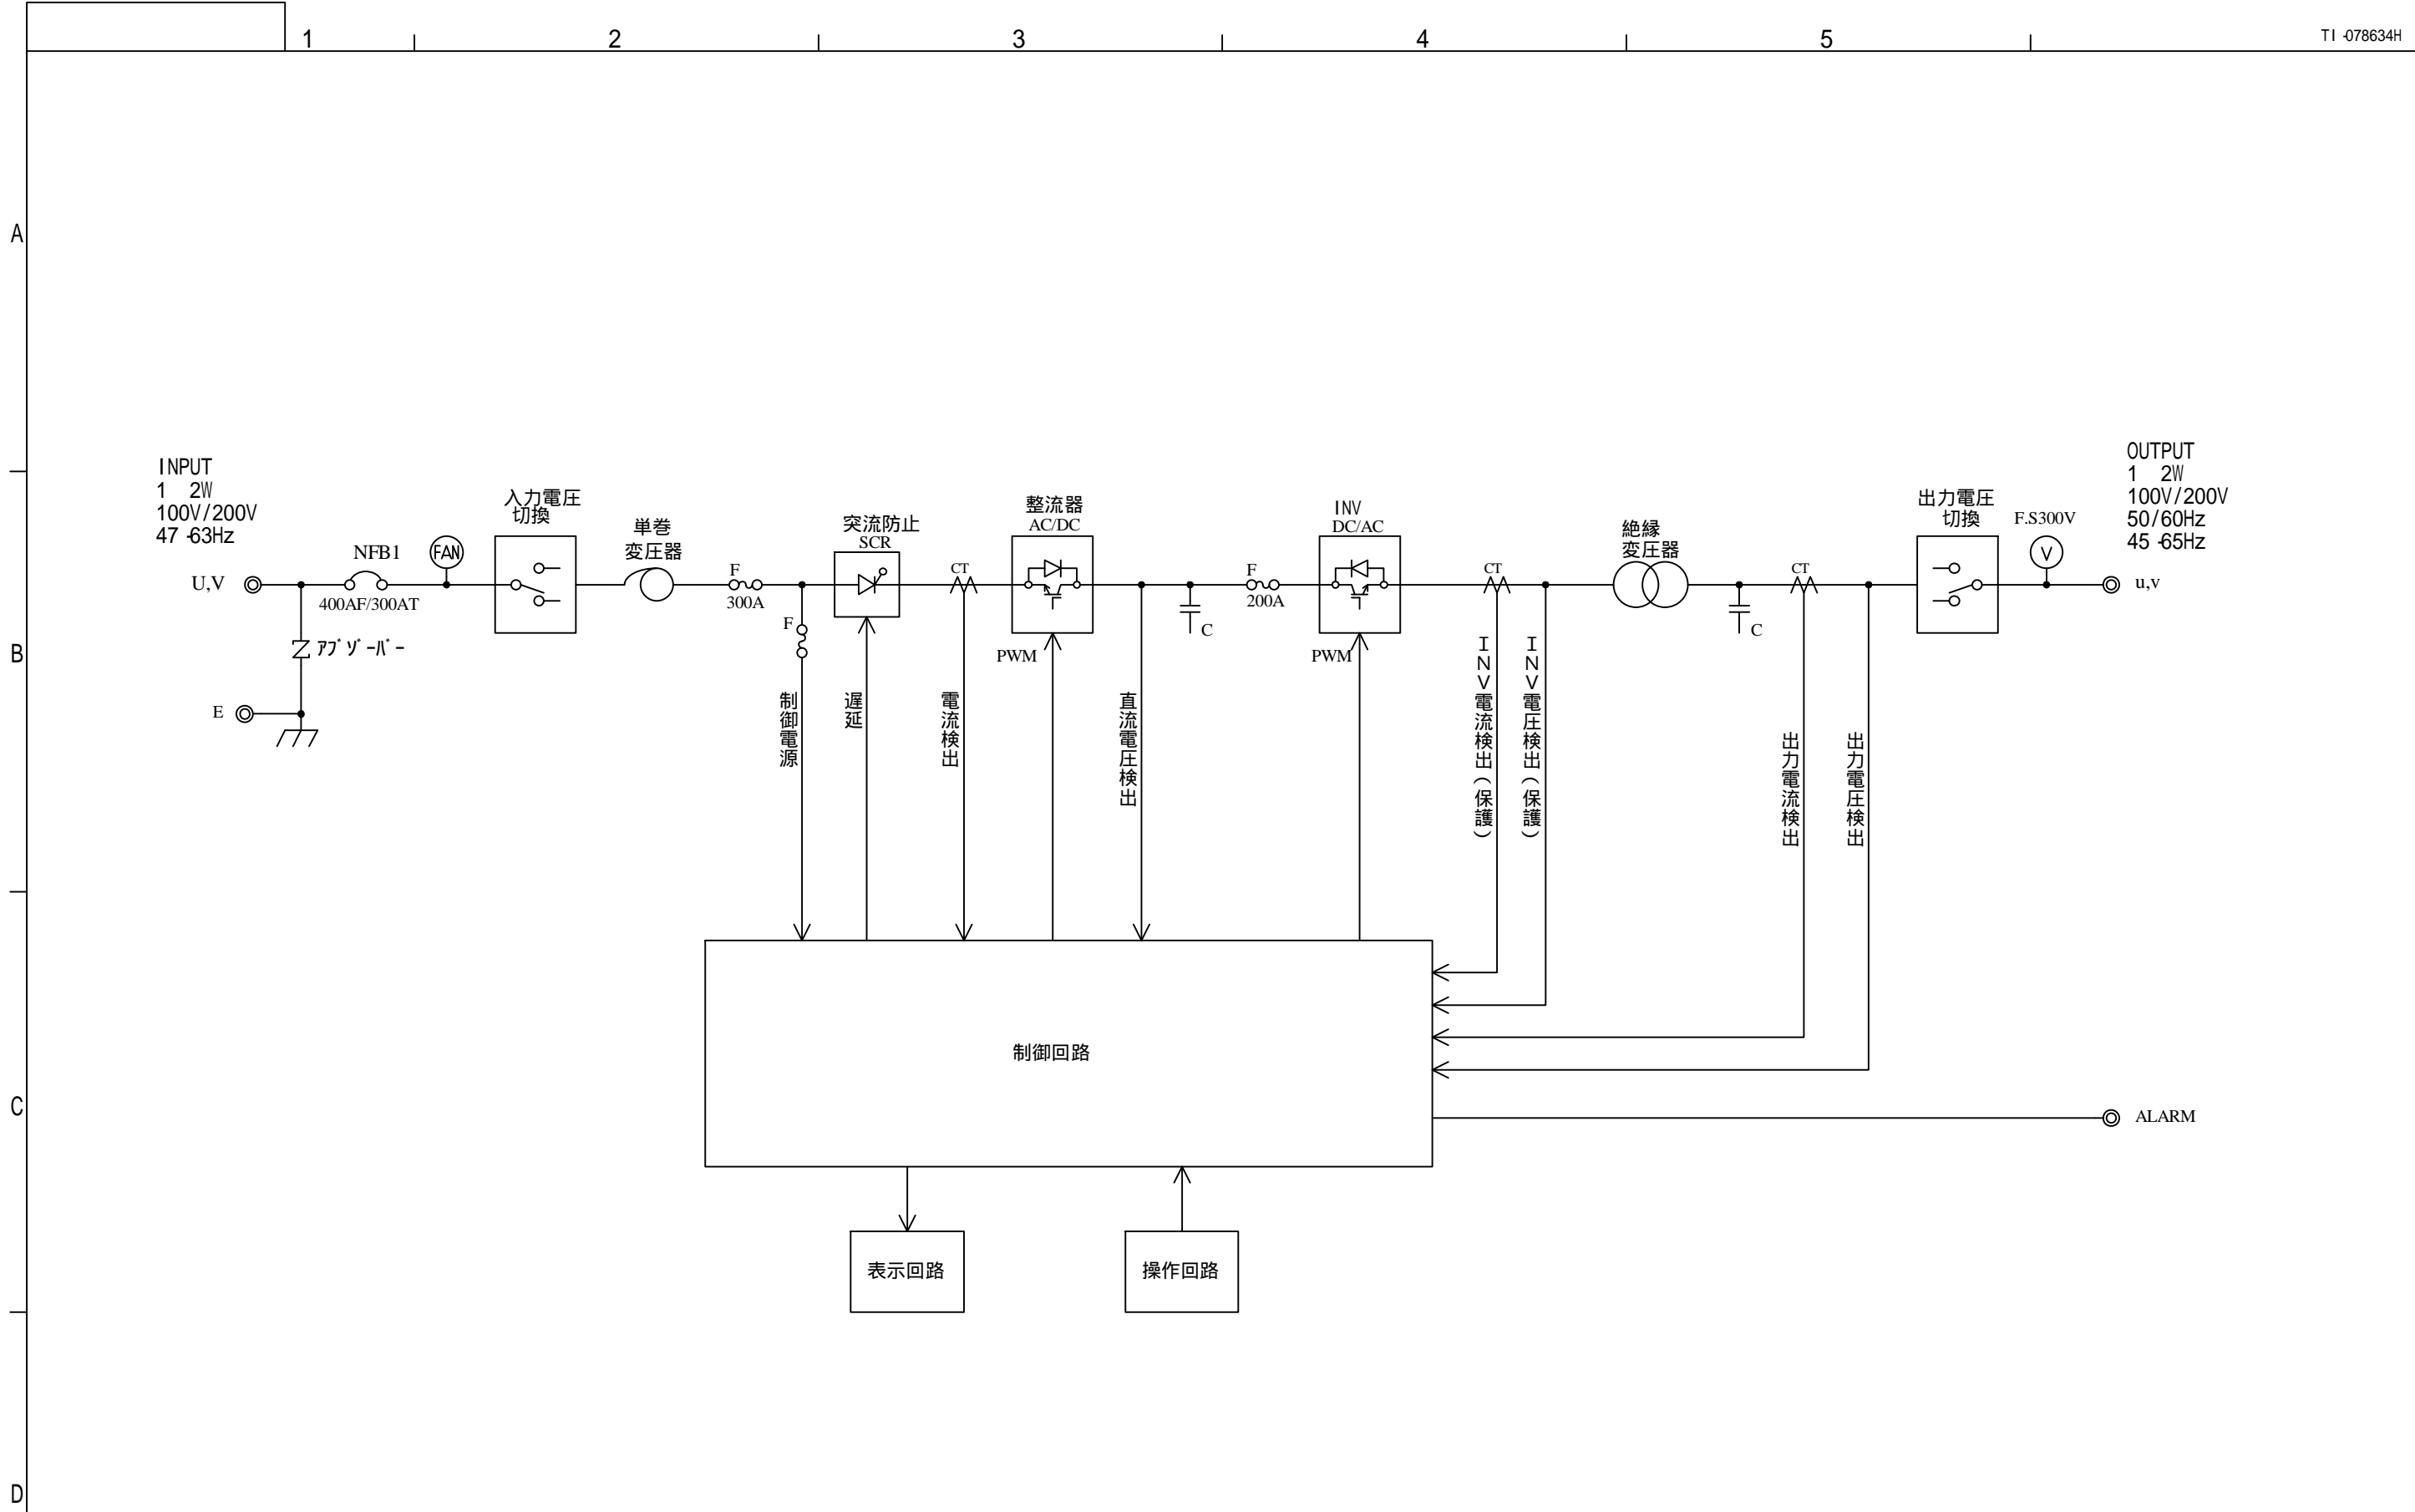 1
2
3
4
5
TI-078634H
A
B
C
D
INPUT
1 2W
100V/200V
47-63Hz
U,V
NFB1
400AF/300AT
FAN
アブゾーバー
E
入力電圧
切換
単巻
変圧器
F
300A
F
突流防止
SCR
CT
整流器
AC/DC
PWM
C
F
200A
INV
DC/AC
PWM
CT
絶縁
変圧器
C
CT
出力電圧
切換
F.S300V
V
OUTPUT
1 2W
100V/200V
50/60Hz
45-65Hz
u,v
制御電源
遅延
電流検出
直流電圧検出
INV電流検出(保護)
INV電圧検出(保護)
出力電流検出
出力電圧検出
制御回路
ALARM
表示回路
操作回路